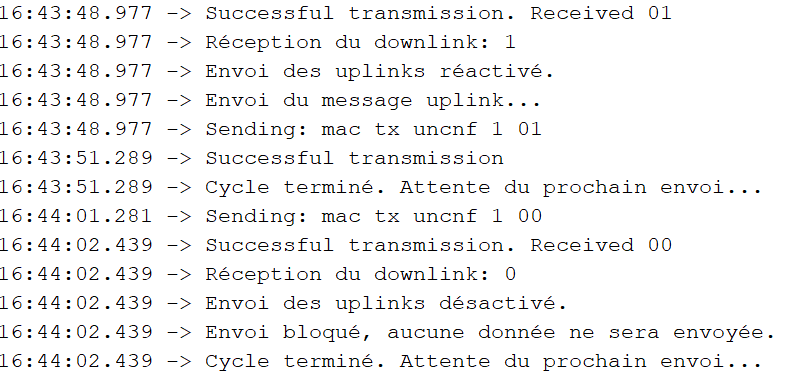 16:43:48.977 -> Successful transmission. Received 01
16:43:48.977 -> Réception du downlink: 1
16:43:48.977 -> Envoi des uplinks réactivé.
16:43:48.977 -> Envoi du message uplink...
16:43:48.977 -> Sending: mac tx uncnf 1 01
16:43:51.289 -> Successful transmission
16:43:51.289 -> Cycle terminé. Attente du prochain envoi...
16:44:01.281 -> Sending: mac tx uncnf 1 00
16:44:02.439 -> Successful transmission. Received 00
16:44:02.439 -> Réception du downlink: 0
16:44:02.439 -> Envoi des uplinks désactivé.
16:44:02.439 -> Envoi bloqué, aucune donnée ne sera envoyée.
16:44:02.439 -> Cycle terminé. Attente du prochain envoi...